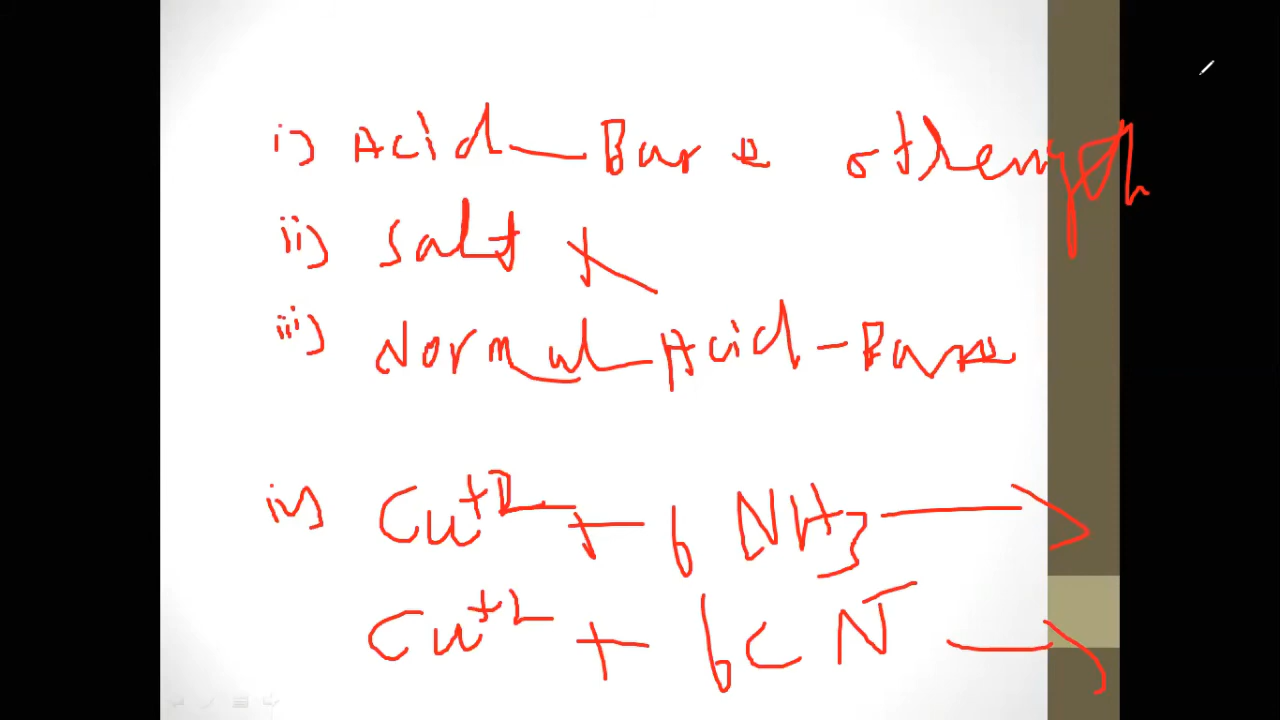 i) Acid - Base strength
ii) Salt +
iii) Normal Acid - Base
iv) Cu⁺² + 6 NH₃ →
Cu⁺² + 6CN⁻ →